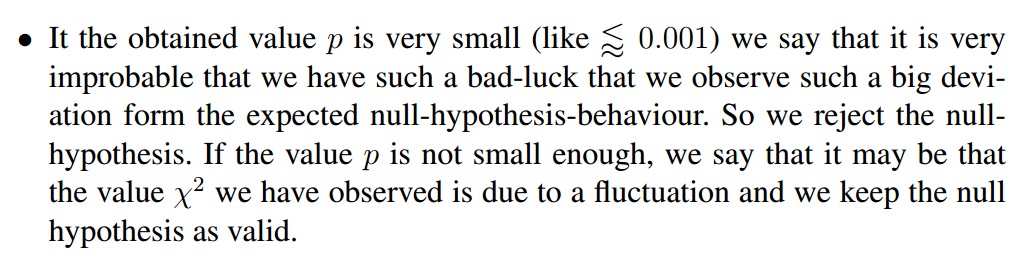 • It the obtained value p is very small (like ⪅ 0.001) we say that it is very
improbable that we have such a bad-luck that we observe such a big devi-
ation form the expected null-hypothesis-behaviour. So we reject the null-
hypothesis. If the value p is not small enough, we say that it may be that
the value χ² we have observed is due to a fluctuation and we keep the null
hypothesis as valid.